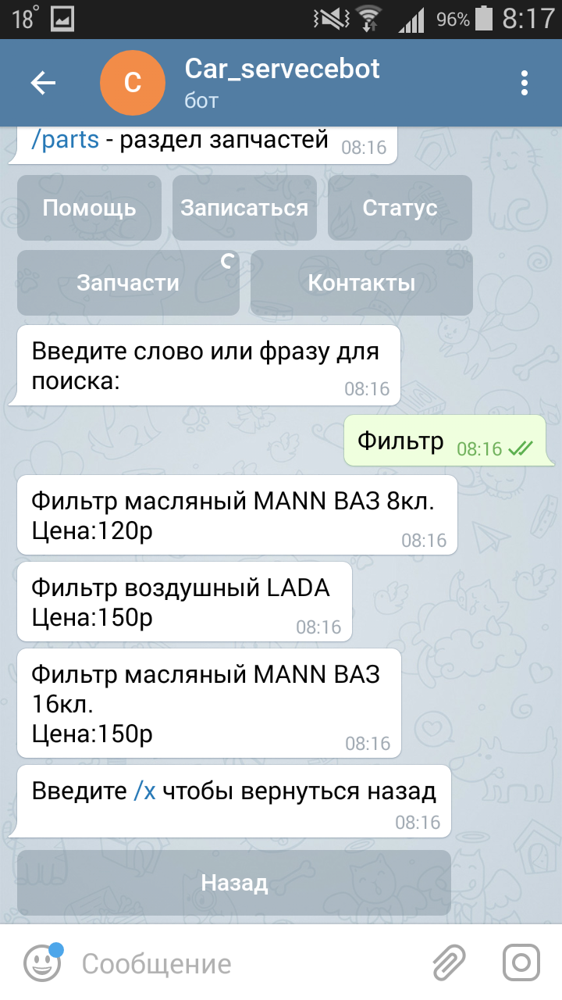 18° 96% 8:17
C
Car_servecebot
бот
/parts - раздел запчастей 08:16
Помощь Записаться Статус
Запчасти Контакты
Введите слово или фразу для
поиска: 08:16
Фильтр 08:16
Фильтр масляный MANN ВАЗ 8кл.
Цена:120р 08:16
Фильтр воздушный LADA
Цена:150р 08:16
Фильтр масляный MANN ВАЗ
16кл.
Цена:150р 08:16
Введите /x чтобы вернуться назад
08:16
Назад
Сообщение